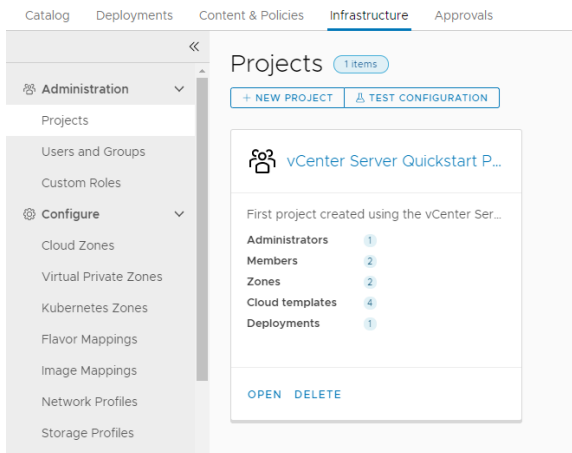 Catalog Deployments Content & Policies Infrastructure Approvals
Administration
Projects
Users and Groups
Custom Roles
Configure
Cloud Zones
Virtual Private Zones
Kubernetes Zones
Flavor Mappings
Image Mappings
Network Profiles
Storage Profiles
Projects 1 items
+ NEW PROJECT TEST CONFIGURATION
vCenter Server Quickstart P...
First project created using the vCenter Ser...
Administrators 1
Members 2
Zones 2
Cloud templates 4
Deployments 1
OPEN DELETE